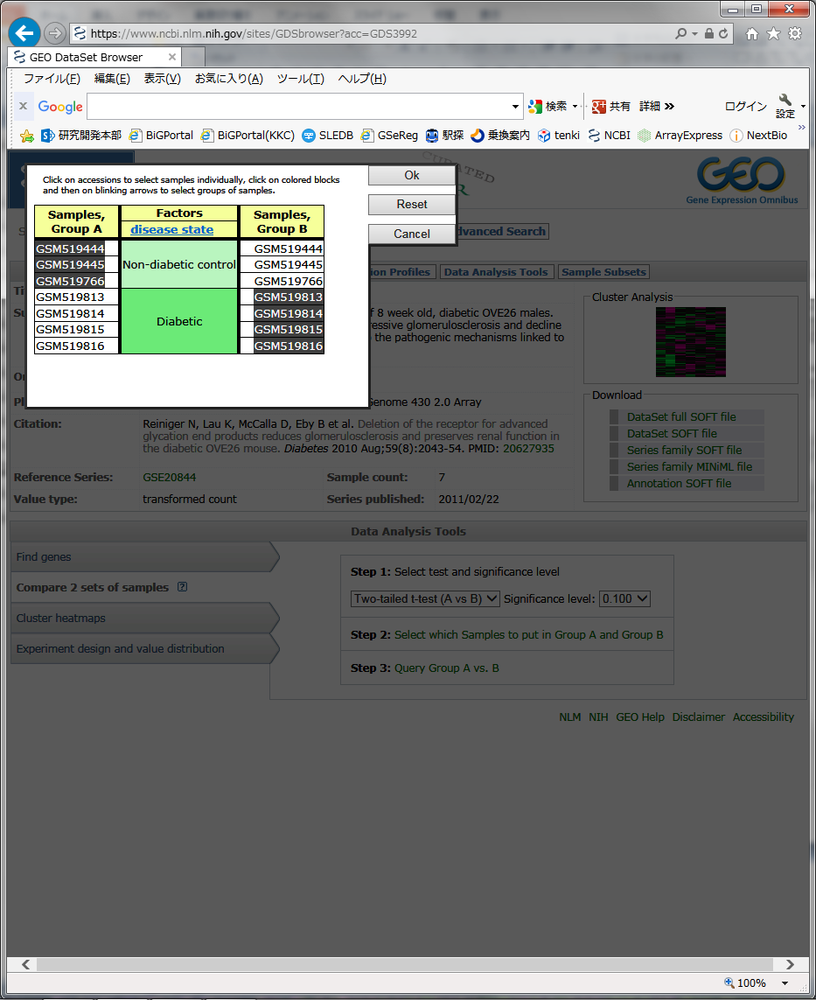 https://www.ncbi.nlm.nih.gov/sites/GDSbrowser?acc=GDS3992
GEO DataSet Browser
ファイル(F) 編集(E) 表示(V) お気に入り(A) ツール(T) ヘルプ(H)
x Google 検索 共有 詳細 >> ログイン 設定
研究開発本部 BiGPortal BiGPortal(KKC) SLEDB GSeReg 駅探 乗換案内 tenki NCBI ArrayExpress NextBio
CURATED
GEO
Gene Expression Omnibus
Click on accessions to select samples individually, click on colored blocks
and then on blinking arrows to select groups of samples.
Ok
Reset
Cancel
Samples, Group A
Factors
disease state
Samples, Group B
GSM519444 Non-diabetic control GSM519444
GSM519445 GSM519445
GSM519766 GSM519766
GSM519813 Diabetic GSM519813
GSM519814 GSM519814
GSM519815 GSM519815
GSM519816 GSM519816
dvanced Search
ion Profiles Data Analysis Tools Sample Subsets
f 8 week old, diabetic OVE26 males.
ressive glomerulosclerosis and decline
the pathogenic mechanisms linked to
Genome 430 2.0 Array
Citation: Reiniger N, Lau K, McCalla D, Eby B et al. Deletion of the receptor for advanced
glycation end products reduces glomerulosclerosis and preserves renal function in
the diabetic OVE26 mouse. Diabetes 2010 Aug;59(8):2043-54. PMID: 20627935
Reference Series: GSE20844 Sample count: 7
Value type: transformed count Series published: 2011/02/22
Cluster Analysis
Download
DataSet full SOFT file
DataSet SOFT file
Series family SOFT file
Series family MINiML file
Annotation SOFT file
Data Analysis Tools
Find genes
Compare 2 sets of samples ?
Cluster heatmaps
Experiment design and value distribution
Step 1: Select test and significance level
Two-tailed t-test (A vs B) Significance level: 0.100
Step 2: Select which Samples to put in Group A and Group B
Step 3: Query Group A vs. B
NLM NIH GEO Help Disclaimer Accessibility
100%